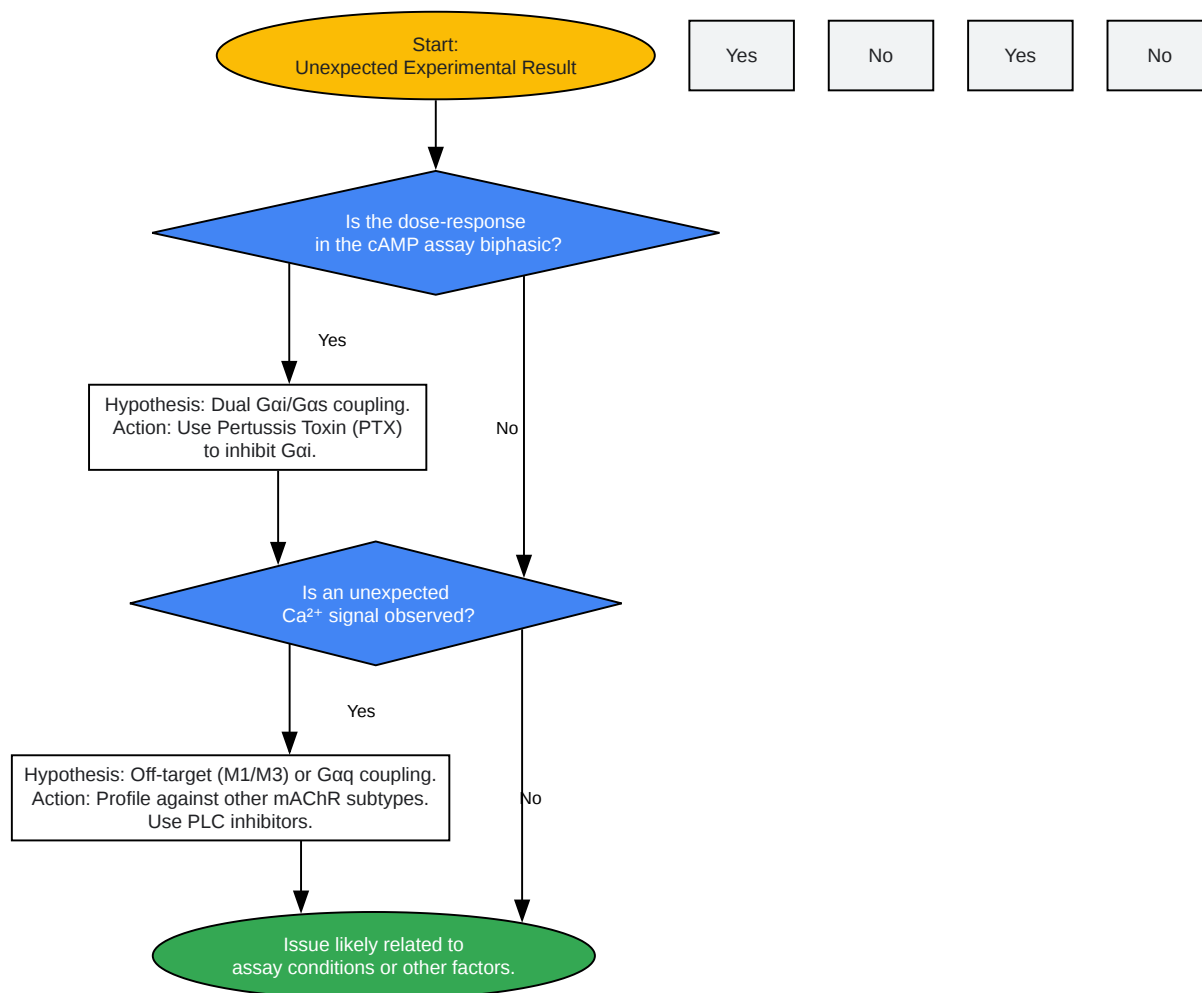 Start:
Unexpected Experimental Result
Yes
No
Yes
No
Is the dose-response
in the cAMP assay biphasic?
Yes
Hypothesis: Dual Gαi/Gαs coupling.
Action: Use Pertussis Toxin (PTX)
to inhibit Gαi.
No
Is an unexpected
Ca²⁺ signal observed?
Yes
Hypothesis: Off-target (M1/M3) or Gαq coupling.
Action: Profile against other mAChR subtypes.
Use PLC inhibitors.
No
Issue likely related to
assay conditions or other factors.